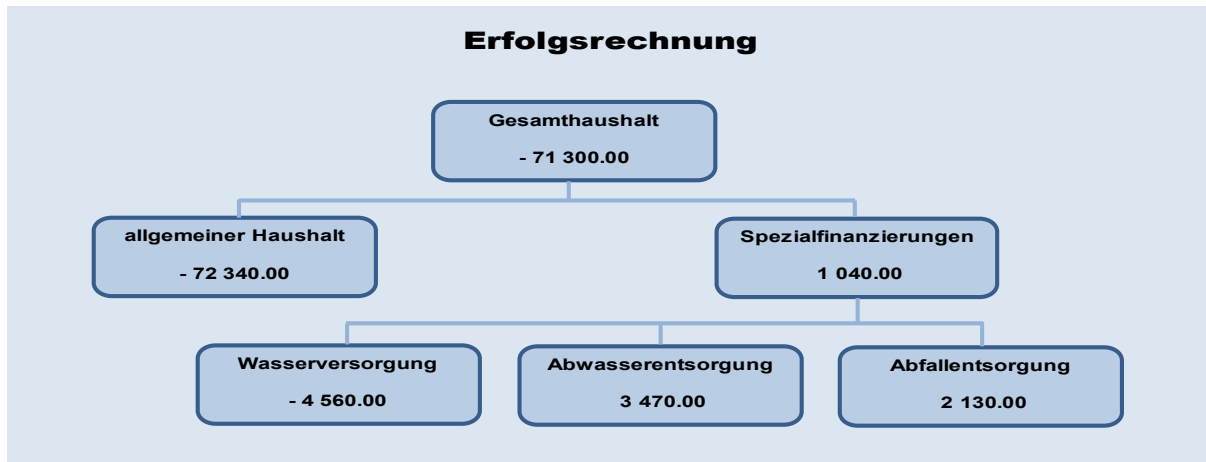 Erfolgsrechnung
Gesamthaushalt
- 71 300.00
allgemeiner Haushalt
- 72 340.00
Spezialfinanzierungen
1 040.00
Wasserversorgung
- 4 560.00
Abwasserentsorgung
3 470.00
Abfallentsorgung
2 130.00